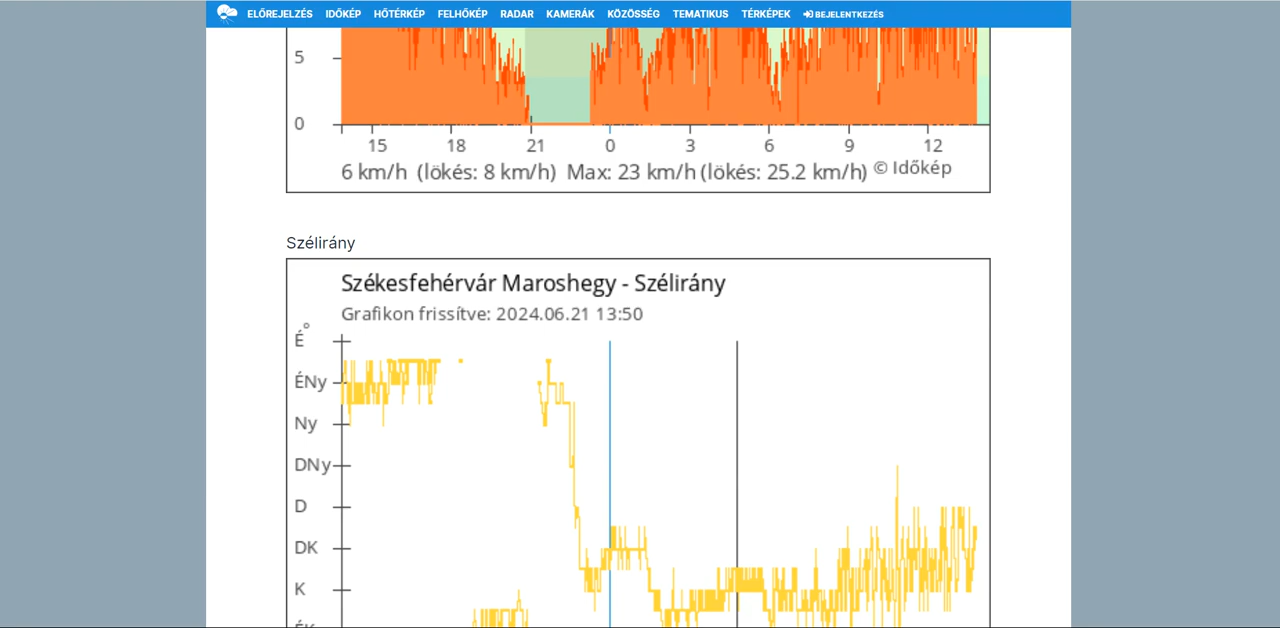 ELŐREJELZÉS IDŐKÉP HŐTÉRKÉP FELHŐKÉP RADAR KAMERÁK KÖZÖSSÉG TEMATIKUS TÉRKÉPEK BEJELENTKEZÉS
5
0
15 18 21 0 3 6 9 12
6 km/h (lökés: 8 km/h) Max: 23 km/h (lökés: 25.2 km/h) © Időkép
Szélirány
Székesfehérvár Maroshegy - Szélirány
Grafikon frissítve: 2024.06.21 13:50
°
É
ÉNy
Ny
DNy
D
DK
K
ÉK